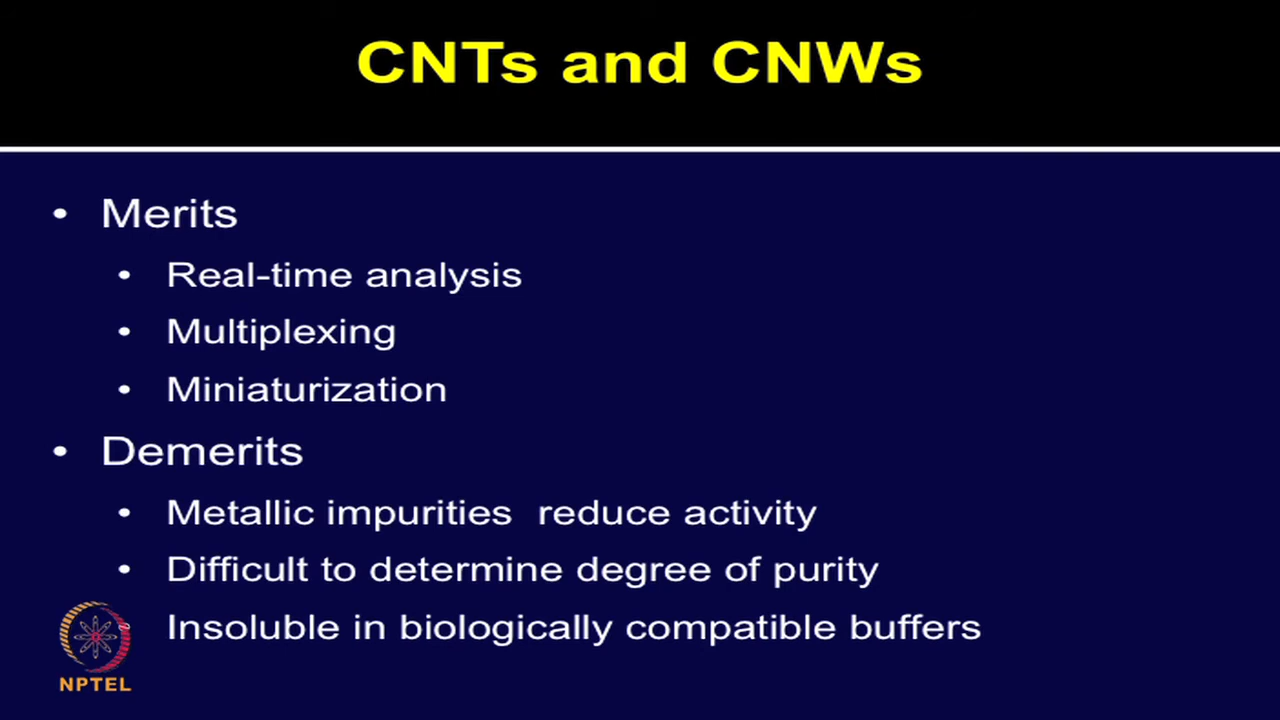 CNTs and CNWs
• Merits
• Real-time analysis
• Multiplexing
• Miniaturization
• Demerits
• Metallic impurities  reduce activity
• Difficult to determine degree of purity
Insoluble in biologically compatible buffers
NPTEL